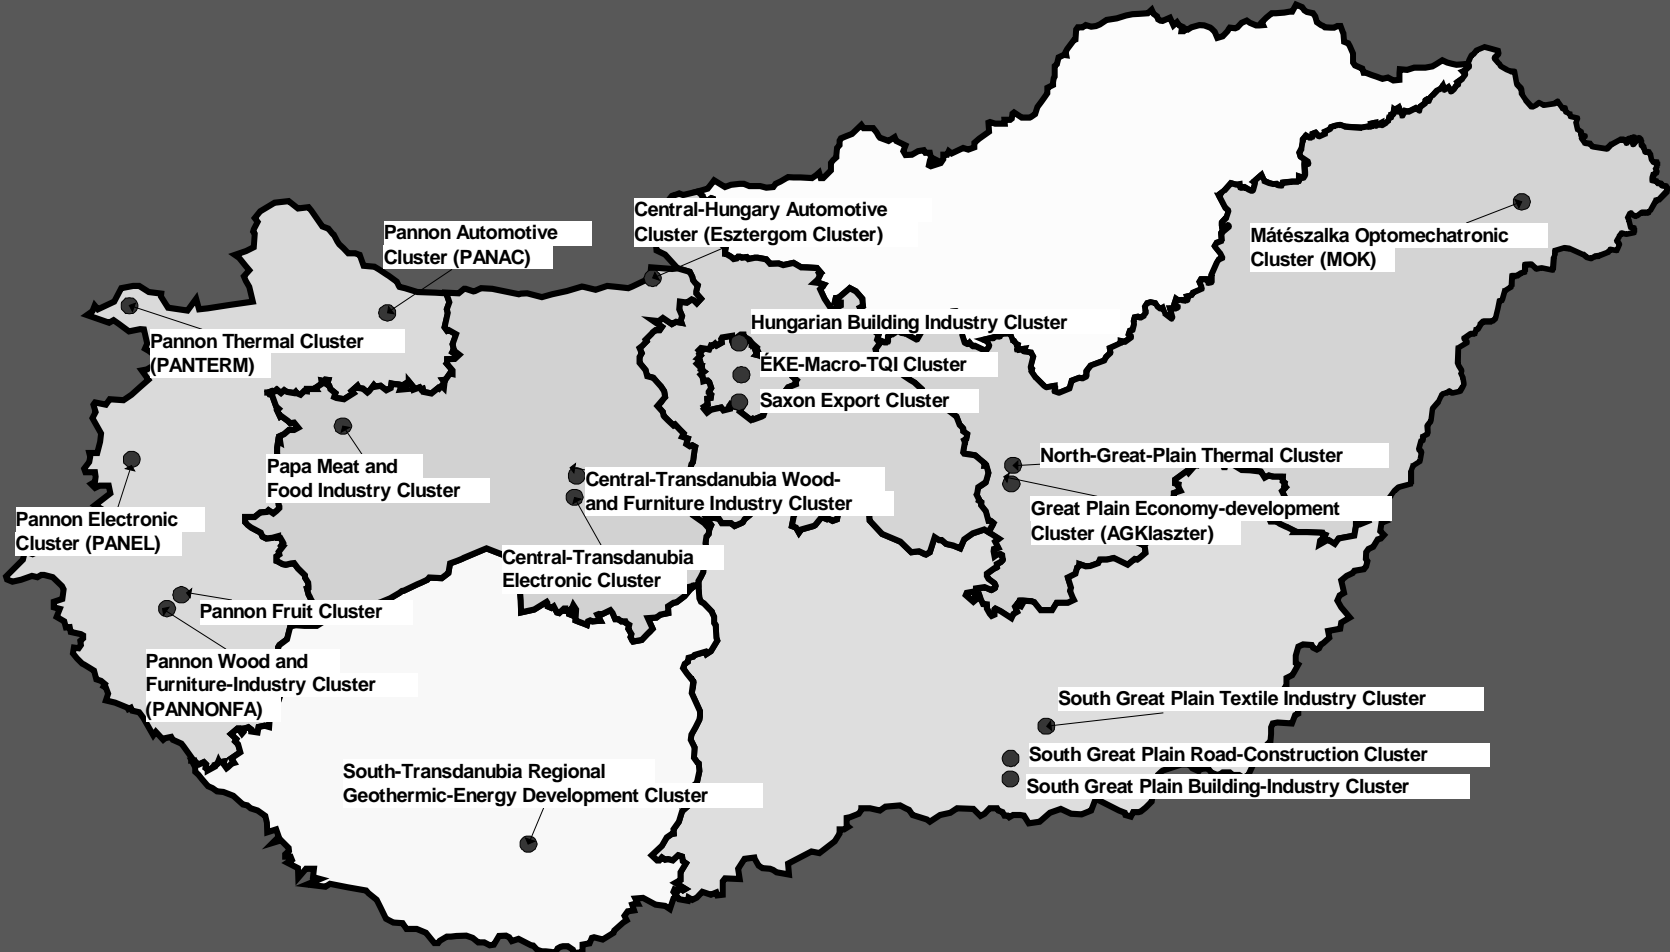 Central-Hungary Automotive
Cluster (Esztergom Cluster)
Pannon Automotive
Cluster (PANAC)
Mátészalka Optomechatronic
Cluster (MOK)
Pannon Thermal Cluster
(PANTERM)
Hungarian Building Industry Cluster
ÉKE-Macro-TQI Cluster
Saxon Export Cluster
Papa Meat and
Food Industry Cluster
Central-Transdanubia Wood-
and Furniture Industry Cluster
North-Great-Plain Thermal Cluster
Great Plain Economy-development
Cluster (AGKlaszter)
Pannon Electronic
Cluster (PANEL)
Central-Transdanubia
Electronic Cluster
Pannon Fruit Cluster
Pannon Wood and
Furniture-Industry Cluster
(PANNONFA)
South Great Plain Textile Industry Cluster
South Great Plain Road-Construction Cluster
South Great Plain Building-Industry Cluster
South-Transdanubia Regional
Geothermic-Energy Development Cluster